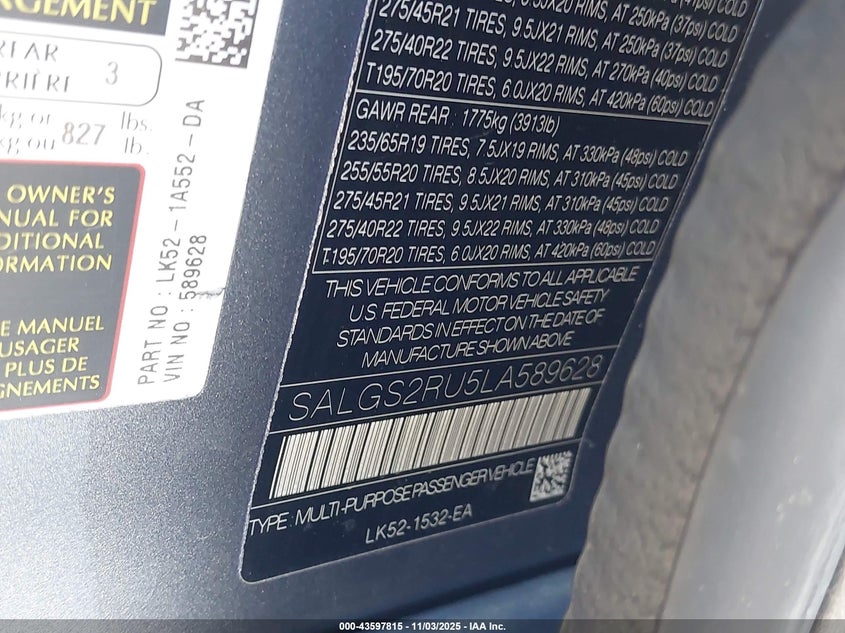 GEMENT
REAR
3
kg or 827 lbs.
kg ou lb.
OWNER'S
NUAL FOR
DITIONAL
ORMATION
E MANUEL
USAGER
PLUS DE
GNEMENTS
PART NO : LK52 - 1A552 - DA
VIN NO : 589628
275/45R21 TIRES, 9.5JX21 RIMS, AT 250kPa (37psi) COLD
275/40R22 TIRES, 9.5JX22 RIMS, AT 270kPa (40psi) COLD
T195/70R20 TIRES, 6.0JX20 RIMS, AT 420kPa (60psi) COLD
GAWR REAR : 1775kg (3913lb)
235/65R19 TIRES, 7.5JX19 RIMS, AT 330kPa (48psi) COLD
255/55R20 TIRES, 8.5JX20 RIMS, AT 310kPa (45psi) COLD
275/45R21 TIRES, 9.5JX21 RIMS, AT 310kPa (45psi) COLD
275/40R22 TIRES, 9.5JX22 RIMS, AT 330kPa (48psi) COLD
T195/70R20 TIRES, 6.0JX20 RIMS, AT 420kPa (60psi) COLD
THIS VEHICLE CONFORMS TO ALL APPLICABLE
U.S. FEDERAL MOTOR VEHICLE SAFETY
STANDARDS IN EFFECT ON THE DATE OF
MANUFACTURE SHOWN ABOVE
SALGS2RU5LA589628
TYPE : MULTI-PURPOSE PASSENGER VEHICLE
LK52-1532-EA
000-43597815 - 11/03/2025 - IAA Inc.